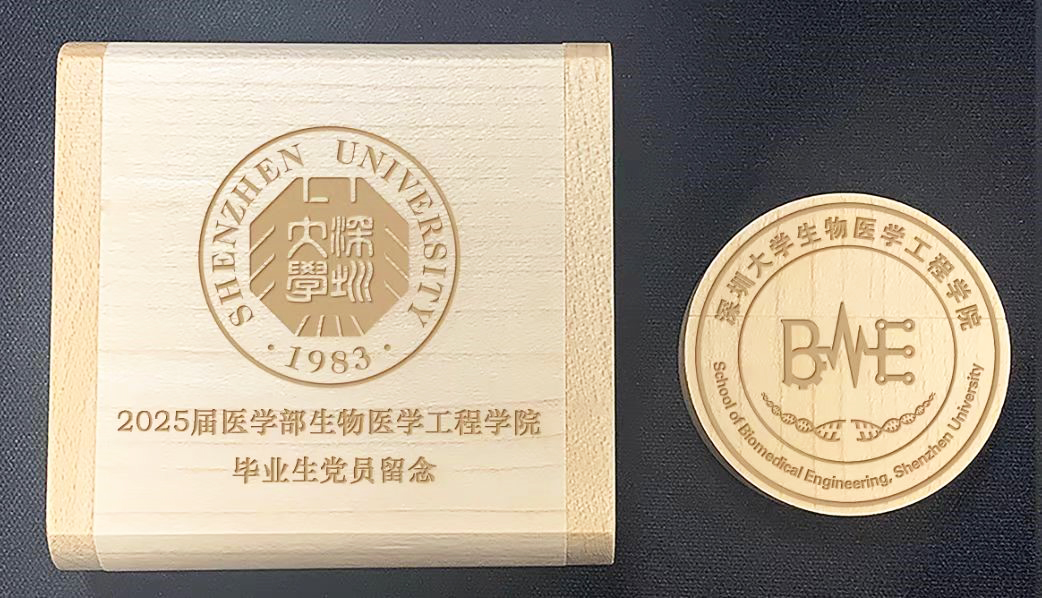 SHENZHEN UNIVERSITY
深圳
大學
·1983·
2025届医学部生物医学工程学院
毕业生党员留念
深圳大学生物医学工程学院
BME
School of Biomedical Engineering, Shenzhen University